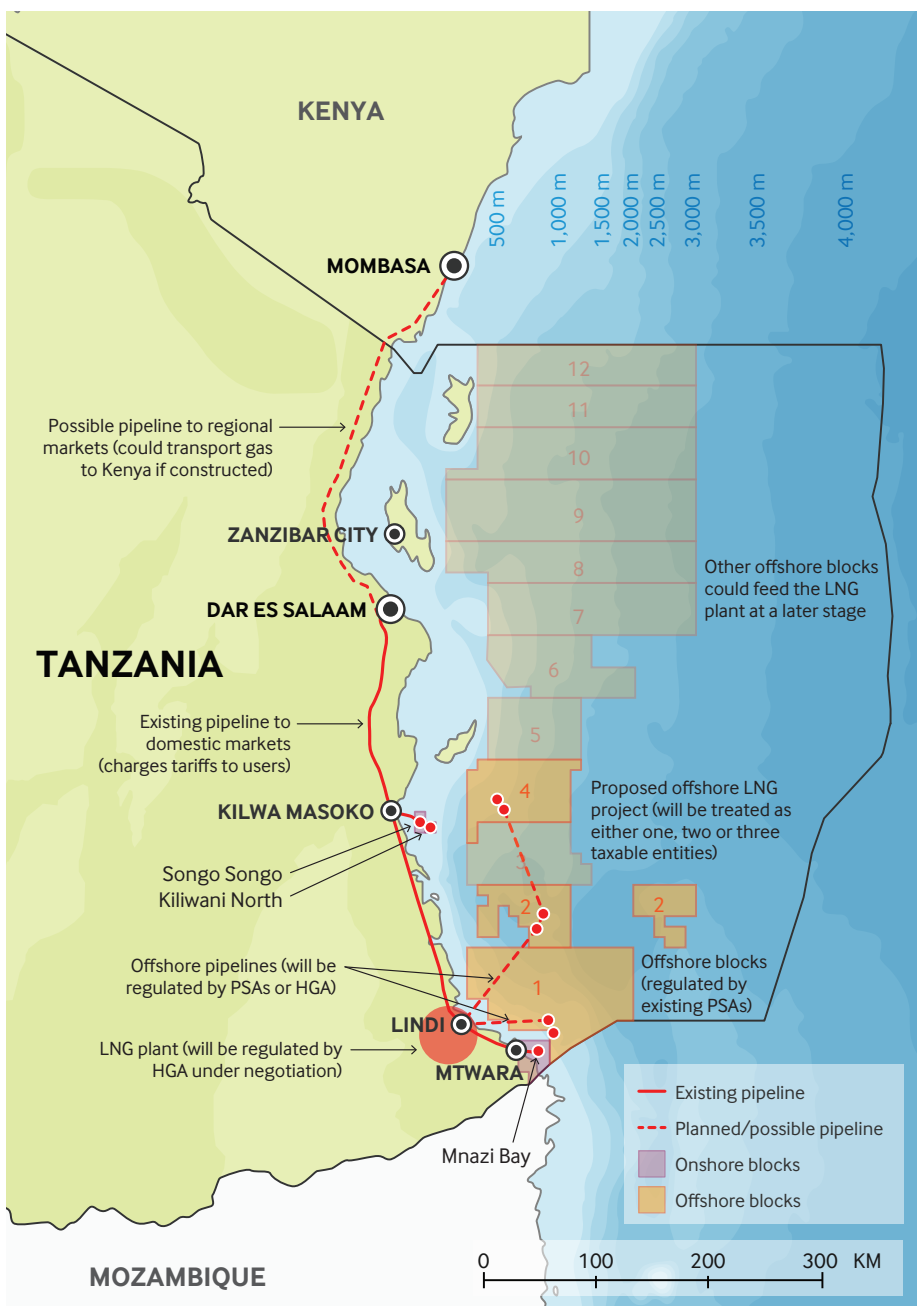 KENYA
500 m
1,000 m
1,500 m
2,000 m
2,500 m
3,000 m
3,500 m
4,000 m
MOMBASA
12
11
10
9
8
7
6
5
4
3
2
2
1
Possible pipeline to regional
markets (could transport gas
to Kenya if constructed)
ZANZIBAR CITY
Other offshore blocks
could feed the LNG
plant at a later stage
DAR ES SALAAM
TANZANIA
Existing pipeline to
domestic markets
(charges tariffs to users)
Proposed offshore LNG
project (will be treated as
either one, two or three
taxable entities)
KILWA MASOKO
Songo Songo
Kiliwani North
Offshore pipelines (will be
regulated by PSAs or HGA)
Offshore blocks
(regulated by
existing PSAs)
LINDI
LNG plant (will be regulated by
HGA under negotiation)
MTWARA
Mnazi Bay
Existing pipeline
Planned/possible pipeline
Onshore blocks
Offshore blocks
0 100 200 300 KM
MOZAMBIQUE